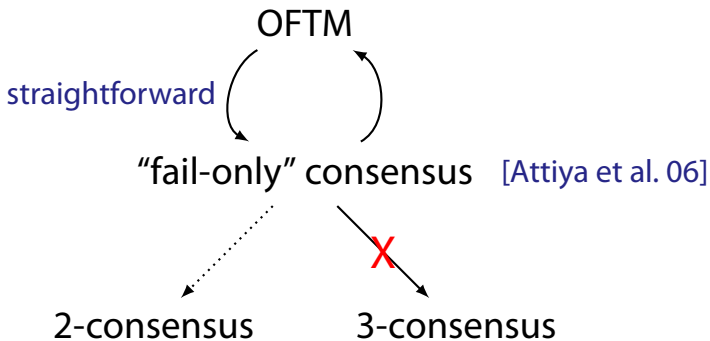 OFTM
straightforward
“fail-only” consensus [Attiya et al. 06]
X
2-consensus 3-consensus